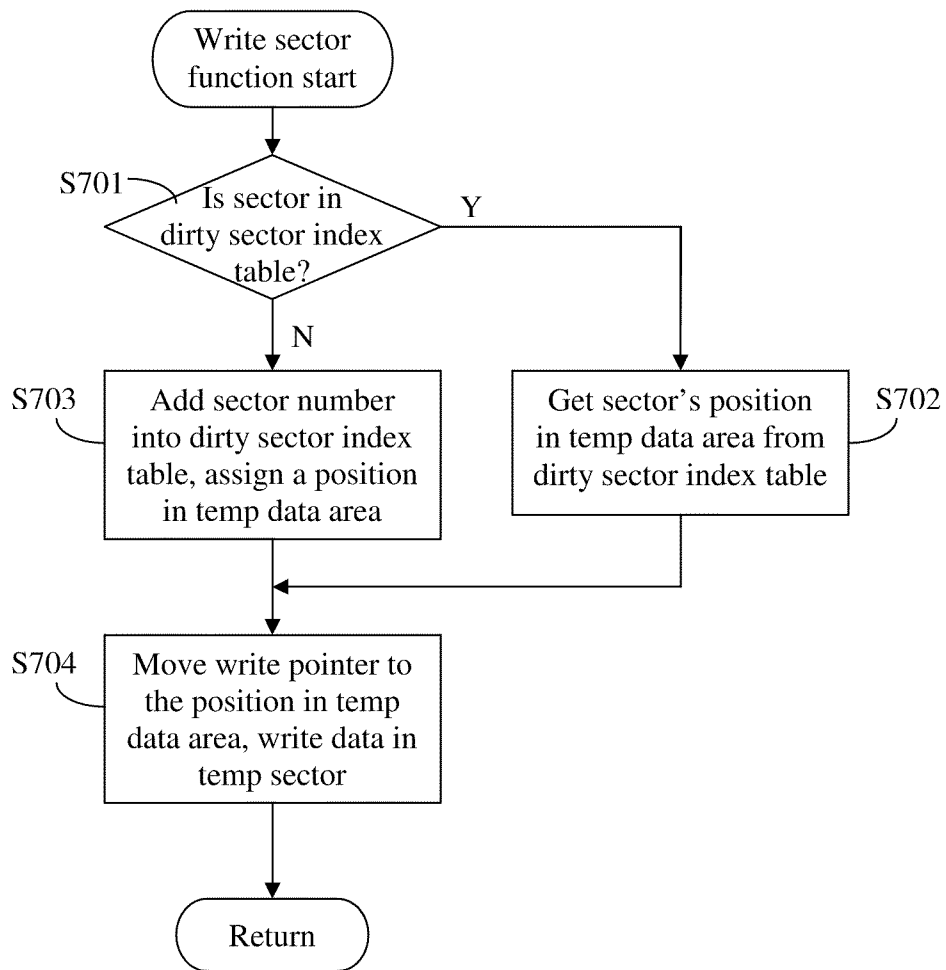 Write sector
function start
S701
Is sector in
dirty sector index
table?
Y
N
S703
Add sector number
into dirty sector index
table, assign a position
in temp data area
Get sector’s position
in temp data area from
dirty sector index table
S702
S704
Move write pointer to
the position in temp
data area, write data in
temp sector
Return